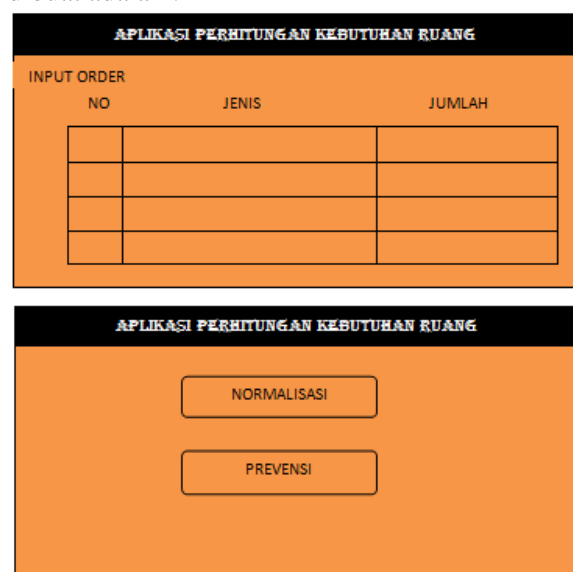 APLIKASI PERHITUNGAN KEBUTUHAN RUANG
INPUT ORDER
NO JENIS JUMLAH
APLIKASI PERHITUNGAN KEBUTUHAN RUANG
NORMALISASI
PREVENSI